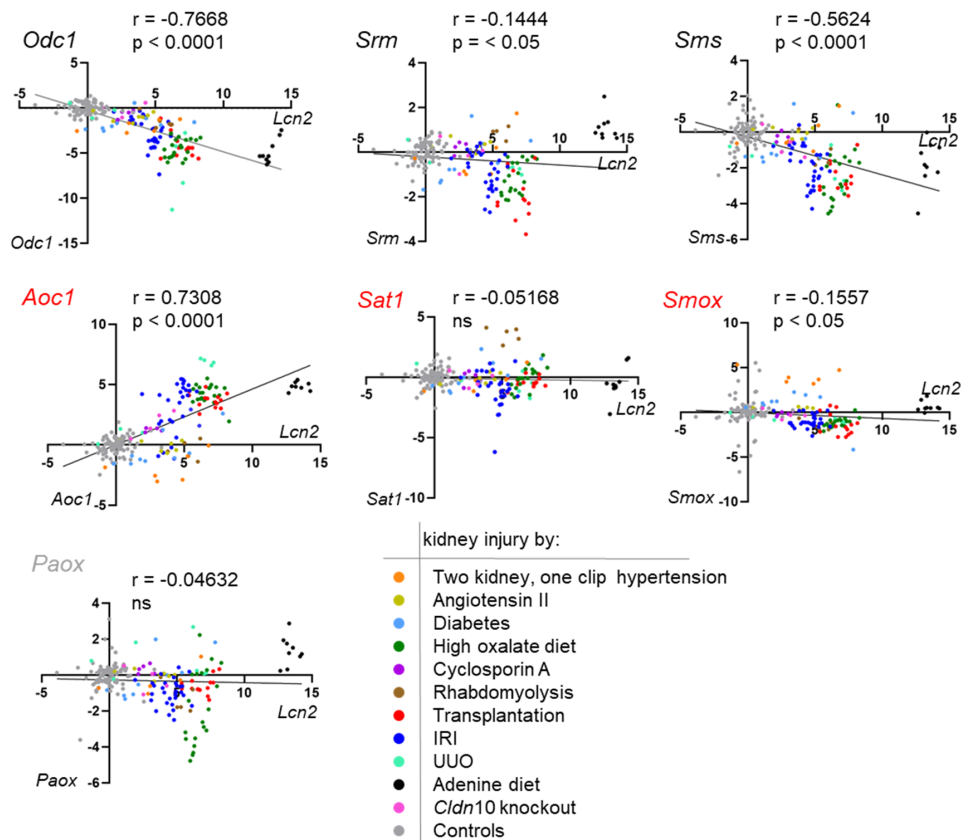 Odc1
r = -0.7668
p < 0.0001
5
-5 5 10 15
Lcn2
-5
-10
Odc1 -15
Srm
r = -0.1444
p = < 0.05
4
2
-5 5 10 15
Lcn2
-2
Srm -4
Sms
r = -0.5624
p < 0.0001
4
2
-5 5 10 15
Lcn2
-2
-4
Sms -6
Aoc1
r = 0.7308
p < 0.0001
10
5
Lcn2
-5 5 10 15
Aoc1 -5
Sat1
r = -0.05168
ns
5
-5 5 10 15
Lcn2
-5
Sat1 -10
Smox
r = -0.1557
p < 0.05
10
5
Lcn2
-5 5 10 15
-5
Smox -10
Paox
r = -0.04632
ns
4
2
-5 5 10 15
Lcn2
-2
-4
Paox -6
kidney injury by:
Two kidney, one clip hypertension
Angiotensin II
Diabetes
High oxalate diet
Cyclosporin A
Rhabdomyolysis
Transplantation
IRI
UUO
Adenine diet
Cldn10 knockout
Controls